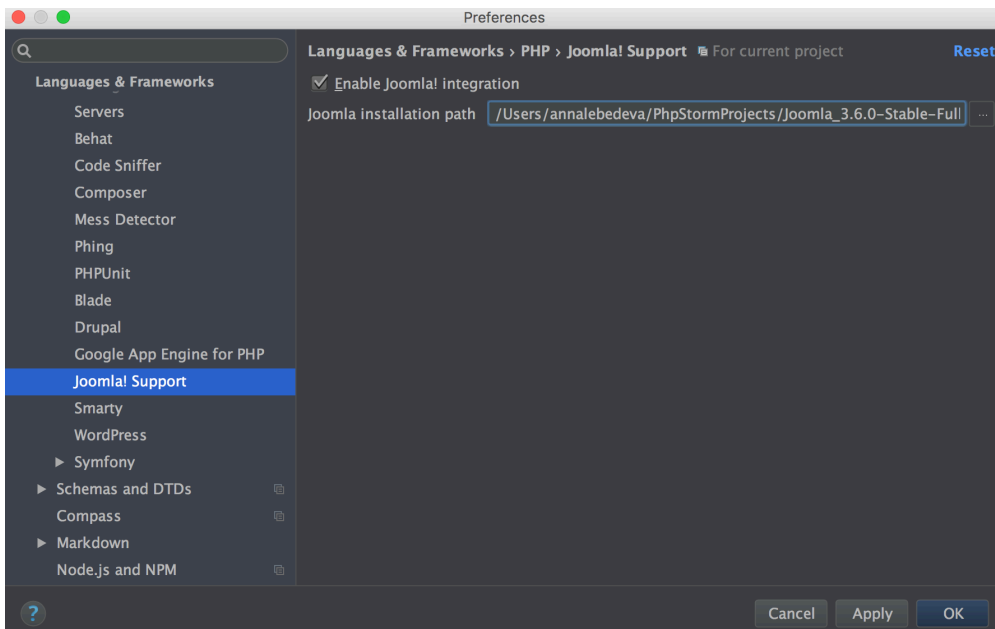 Preferences
Languages & Frameworks › PHP › Joomla! Support For current project Reset
Languages & Frameworks
Enable Joomla! integration
Servers
Joomla installation path /Users/annalebedeva/PhpStormProjects/Joomla_3.6.0-Stable-Full ...
Behat
Code Sniffer
Composer
Mess Detector
Phing
PHPUnit
Blade
Drupal
Google App Engine for PHP
Joomla! Support
Smarty
WordPress
Symfony
Schemas and DTDs
Compass
Markdown
Node.js and NPM
? Cancel Apply OK